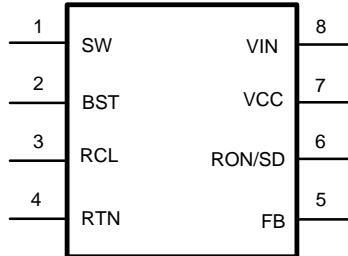 1 SW VIN 8
2 BST VCC 7
3 RCL RON/SD 6
4 RTN FB 5